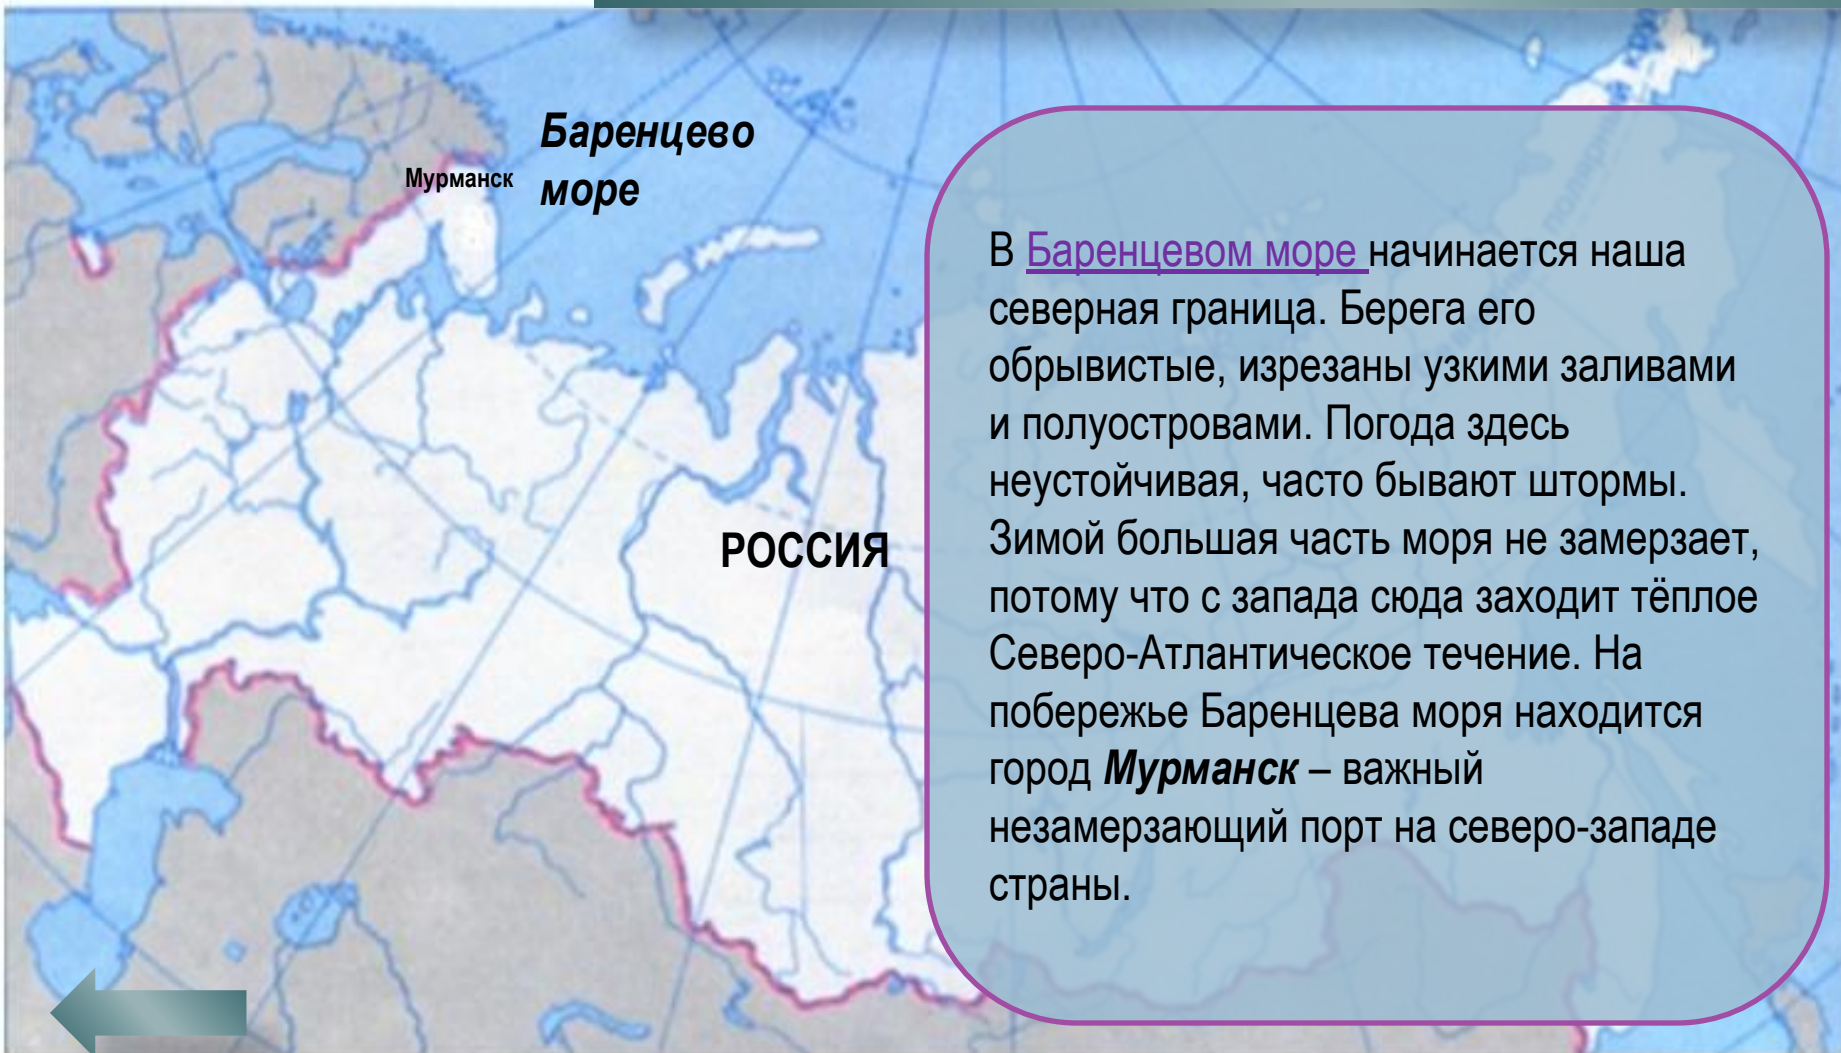 Баренцево
море
Мурманск
РОССИЯ
В Баренцевом море начинается наша
северная граница. Берега его
обрывистые, изрезаны узкими заливами
и полуостровами. Погода здесь
неустойчивая, часто бывают штормы.
Зимой большая часть моря не замерзает,
потому что с запада сюда заходит тёплое
Северо-Атлантическое течение. На
побережье Баренцева моря находится
город Мурманск – важный
незамерзающий порт на северо-западе
страны.